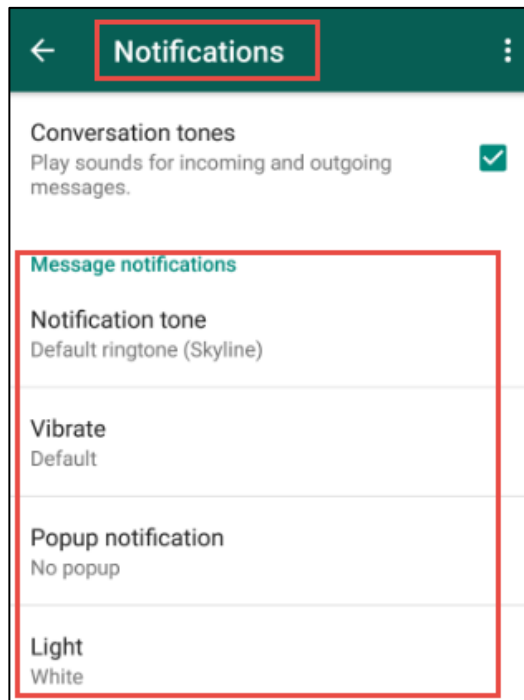 Notifications
Conversation tones
Play sounds for incoming and outgoing
messages.
Message notifications
Notification tone
Default ringtone (Skyline)
Vibrate
Default
Popup notification
No popup
Light
White